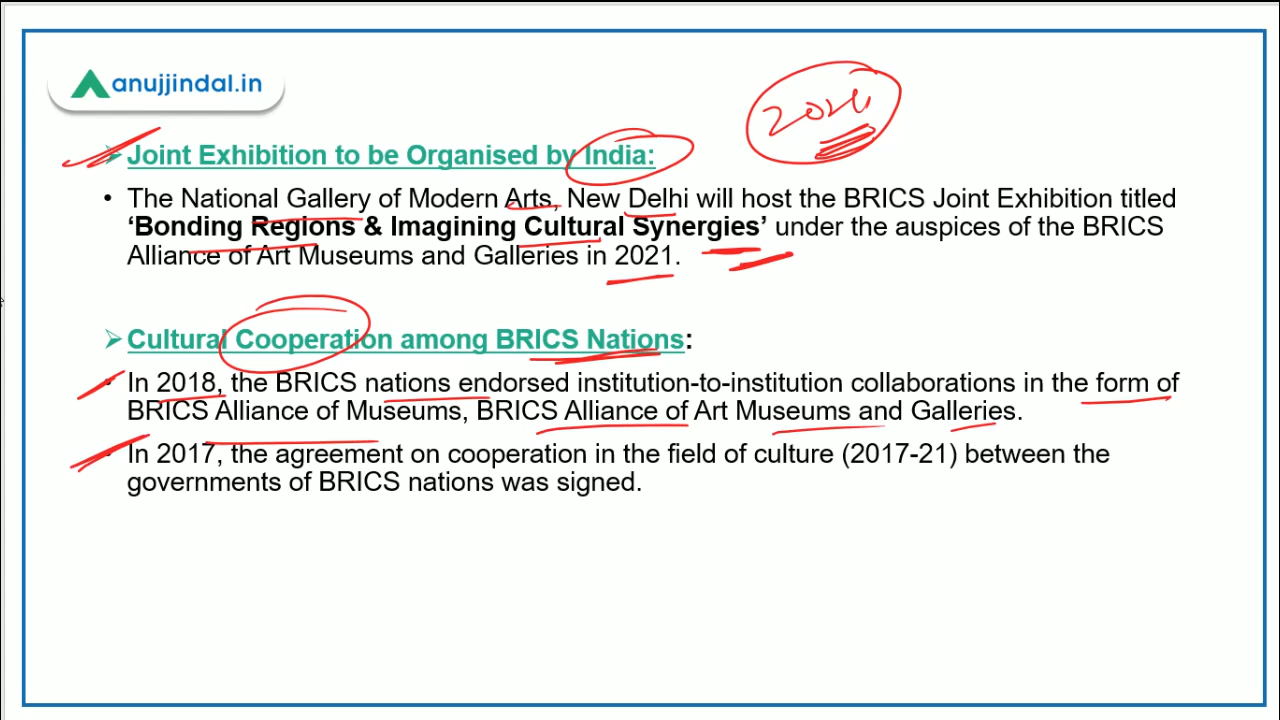 anujjindal.in
Joint Exhibition to be Organised by India:
• The National Gallery of Modern Arts, New Delhi will host the BRICS Joint Exhibition titled
‘Bonding Regions & Imagining Cultural Synergies’ under the auspices of the BRICS
Alliance of Art Museums and Galleries in 2021.
Cultural Cooperation among BRICS Nations:
• In 2018, the BRICS nations endorsed institution-to-institution collaborations in the form of
BRICS Alliance of Museums, BRICS Alliance of Art Museums and Galleries.
• In 2017, the agreement on cooperation in the field of culture (2017-21) between the
governments of BRICS nations was signed.